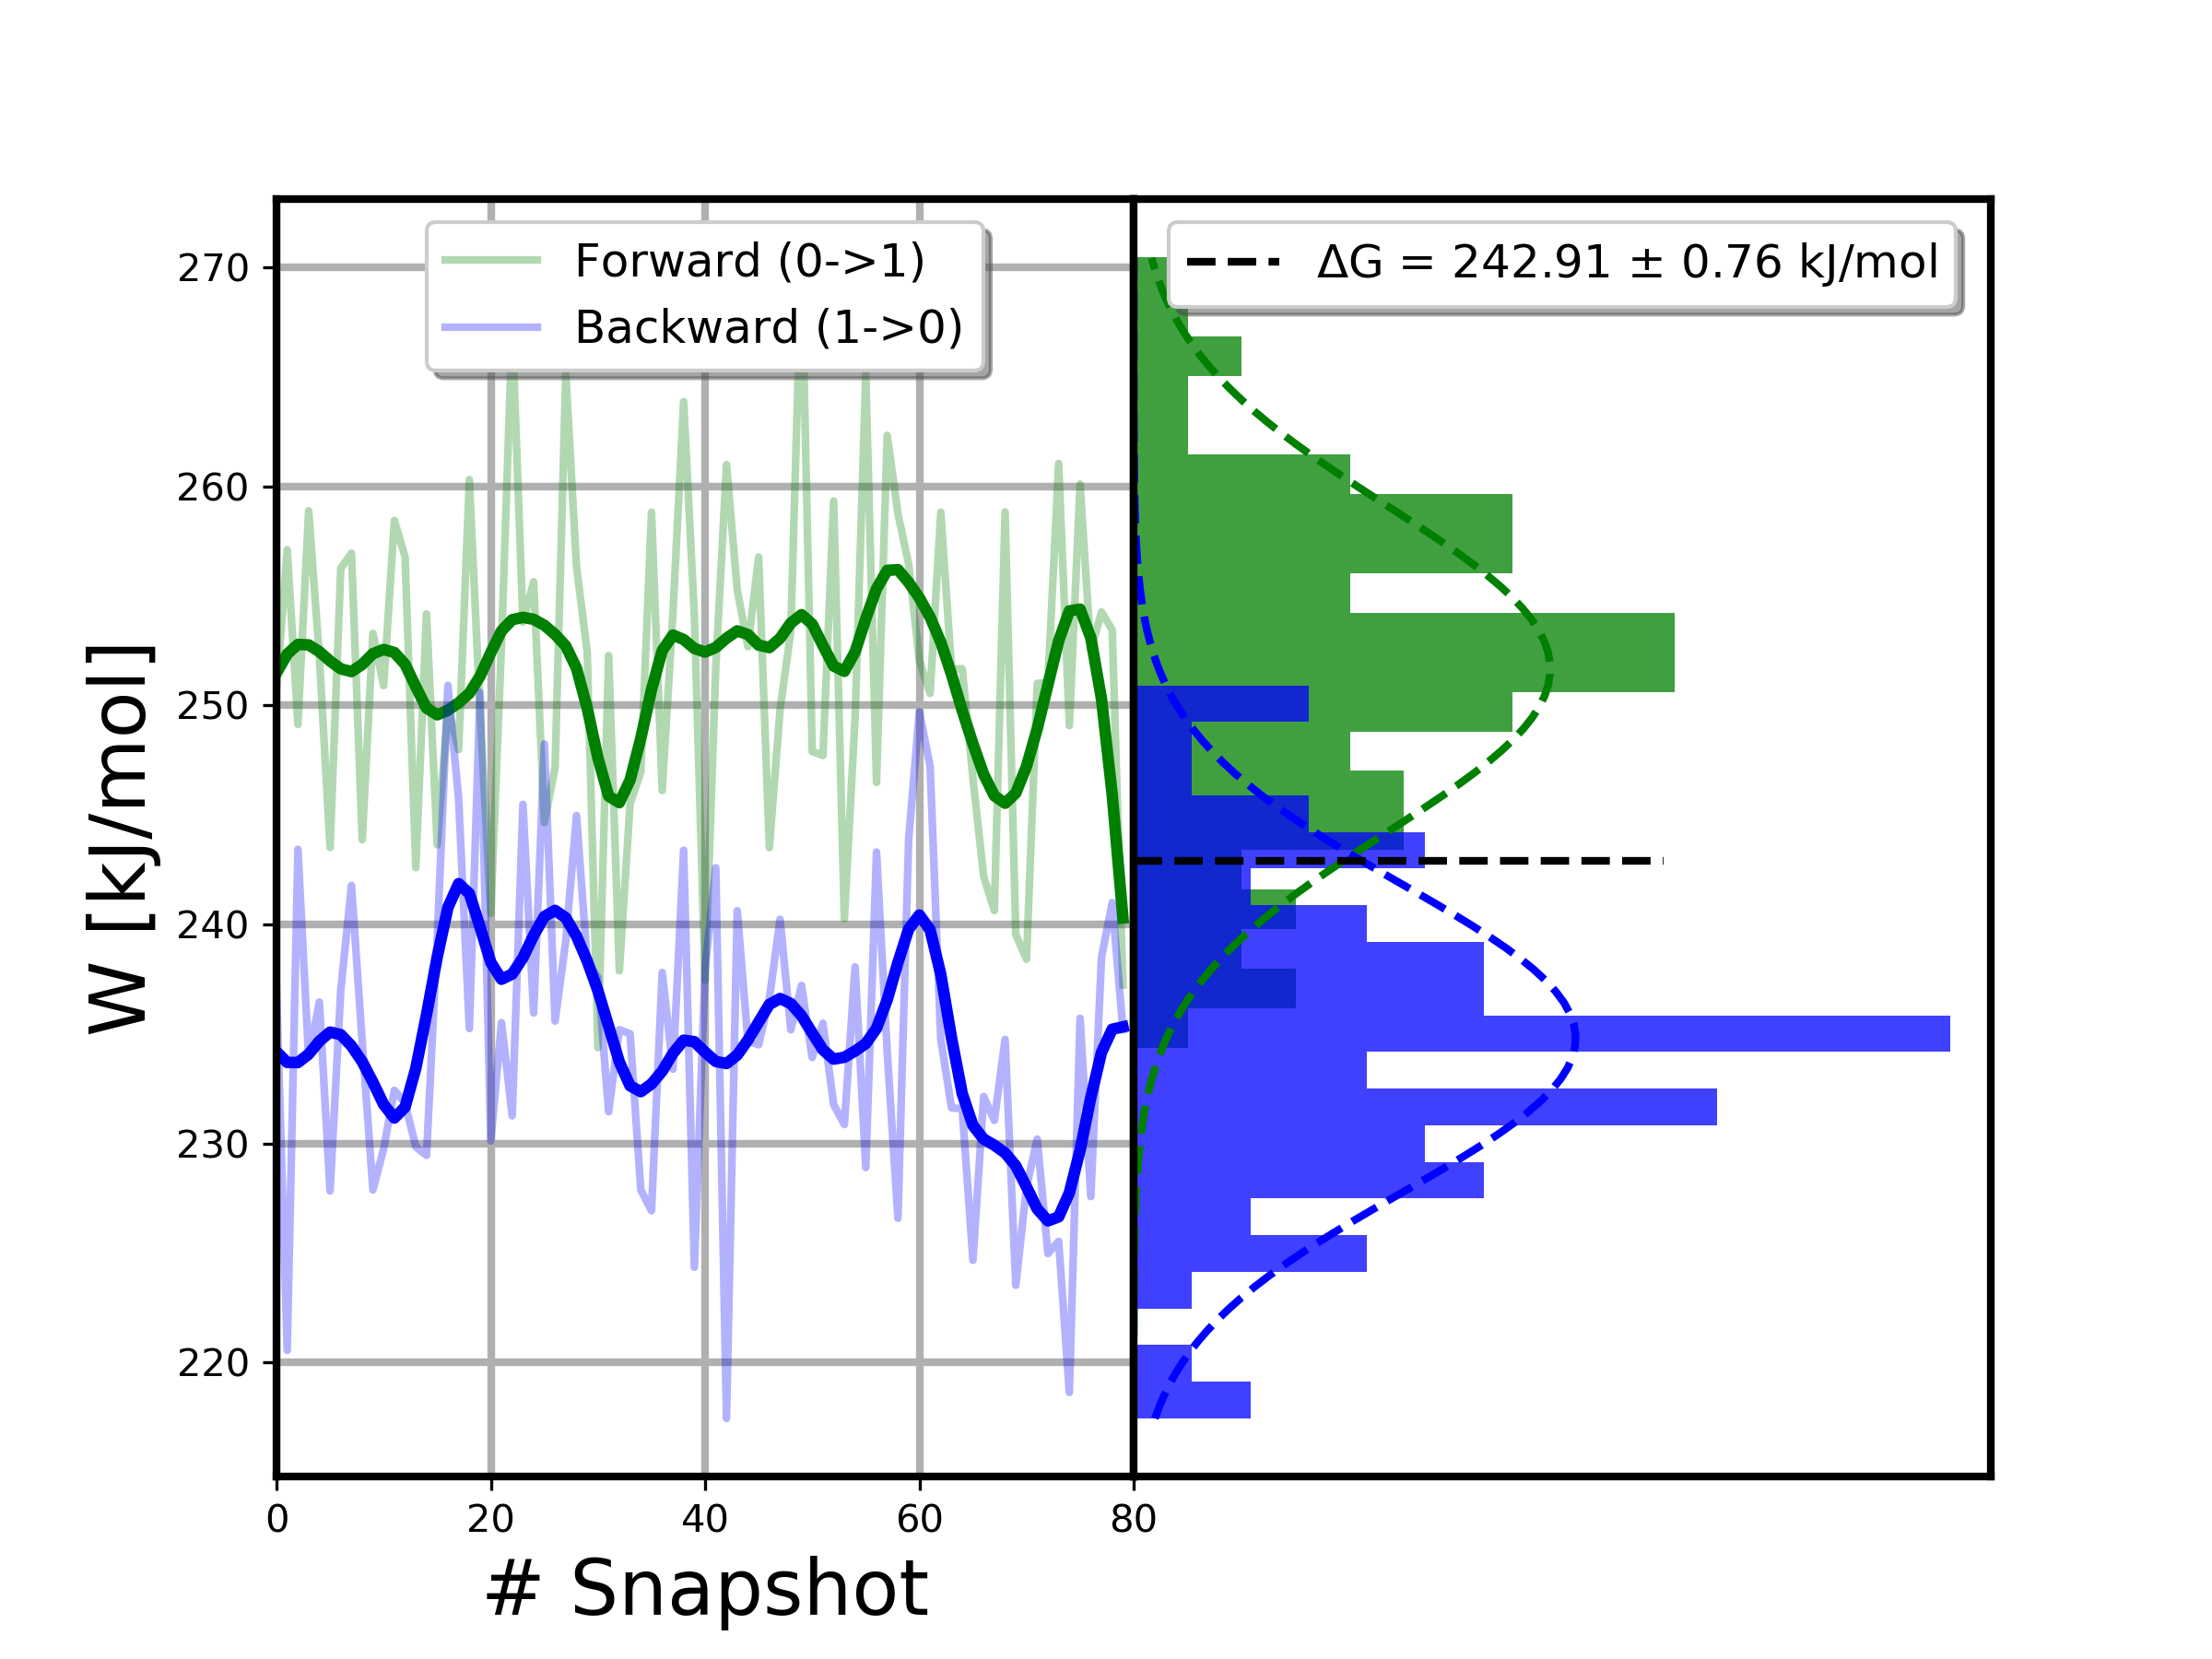 Forward (0->1)
Backward (1->0)
ΔG = 242.91 ± 0.76 kJ/mol
W [kJ/mol]
270
260
250
240
230
220
0 20 40 60 80
# Snapshot